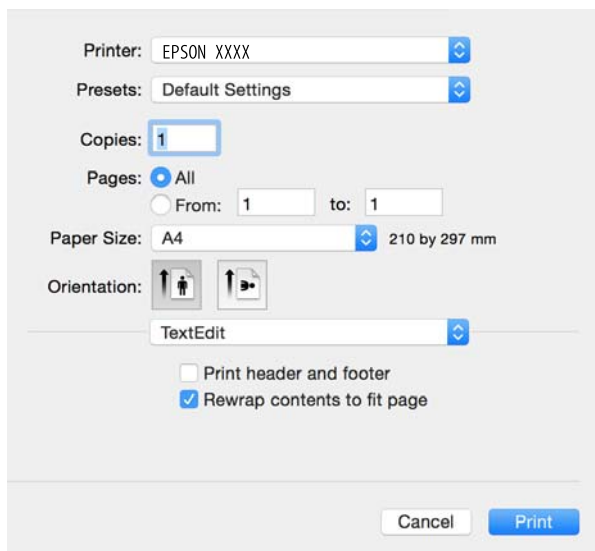 Printer: EPSON XXXX
Presets: Default Settings
Copies: 1
Pages: All
From: 1 to: 1
Paper Size: A4 210 by 297 mm
Orientation:
TextEdit
Print header and footer
Rewrap contents to fit page
Cancel Print